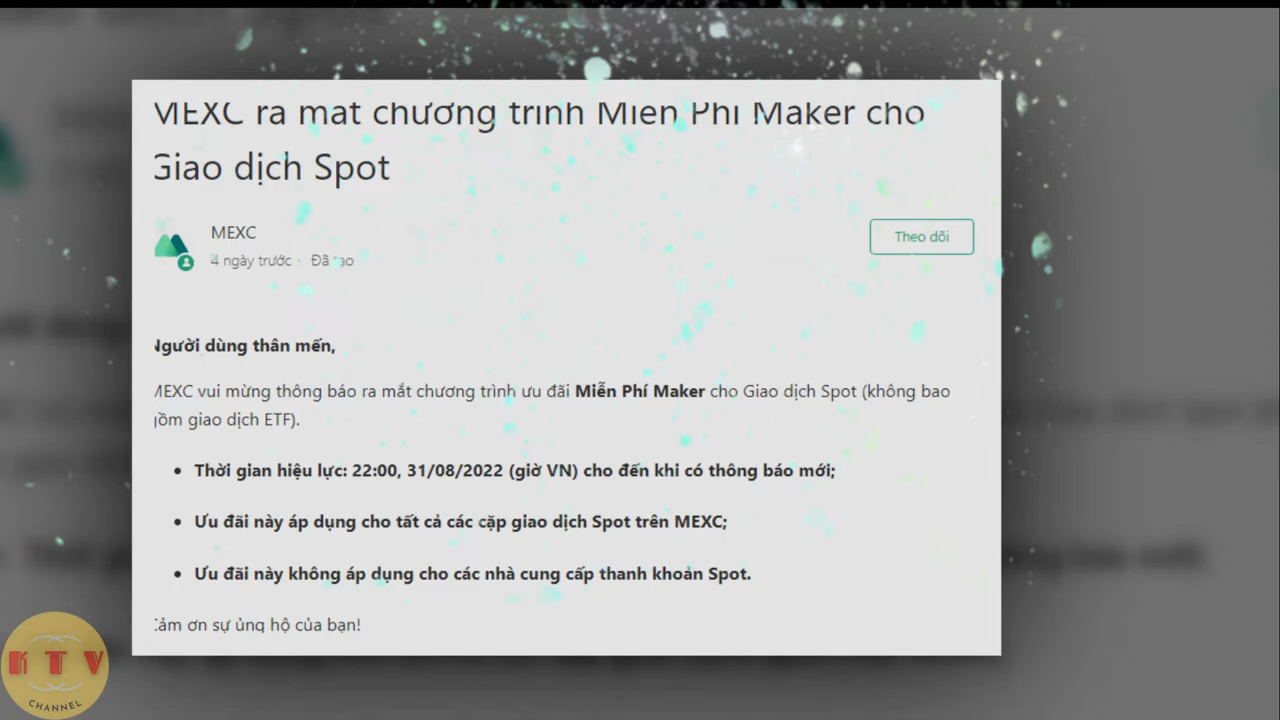 MEXC ra mắt chương trình Miễn Phí Maker cho
Giao dịch Spot
MEXC
4 ngày trước · Đã tạo
Theo dõi
Người dùng thân mến,
MEXC vui mừng thông báo ra mắt chương trình ưu đãi Miễn Phí Maker cho Giao dịch Spot (không bao
gồm giao dịch ETF).
• Thời gian hiệu lực: 22:00, 31/08/2022 (giờ VN) cho đến khi có thông báo mới;
• Ưu đãi này áp dụng cho tất cả các cặp giao dịch Spot trên MEXC;
• Ưu đãi này không áp dụng cho các nhà cung cấp thanh khoản Spot.
Cảm ơn sự ủng hộ của bạn!
KTV
CHANNEL